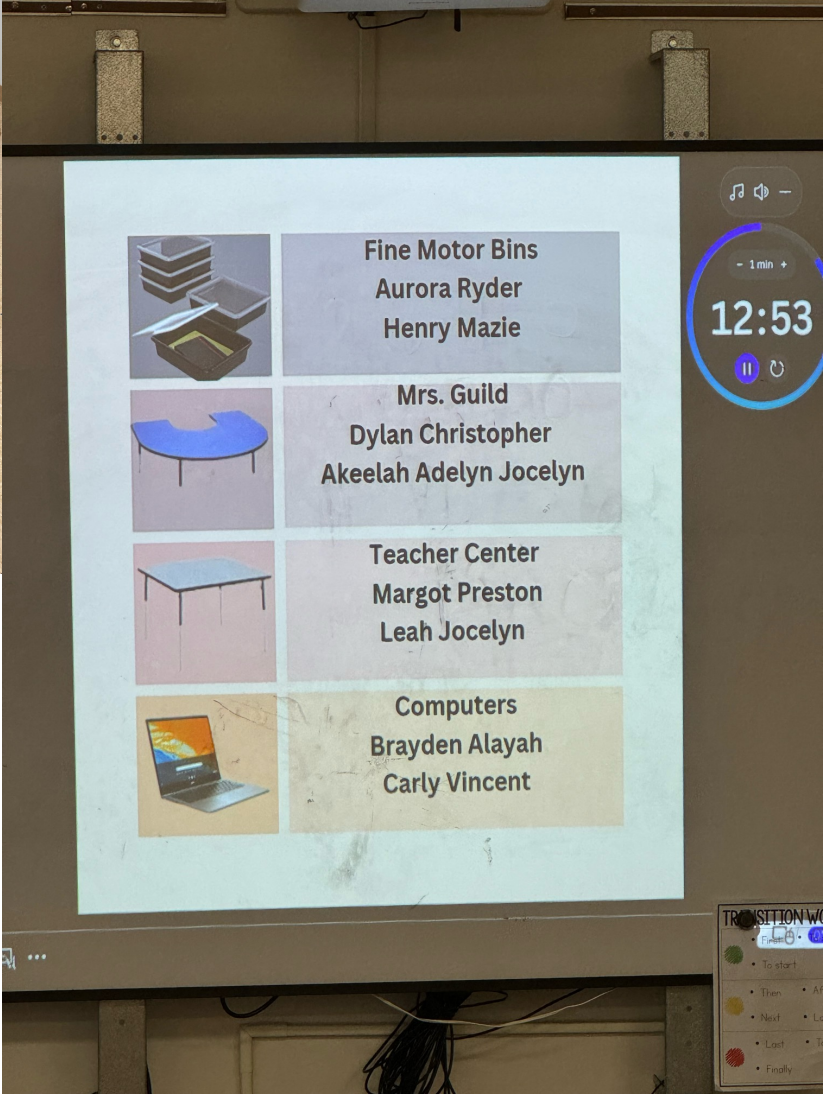 Fine Motor Bins
Aurora Ryder
Henry Mazie
Mrs. Guild
Dylan Christopher
Akeelah Adelyn Jocelyn
Teacher Center
Margot Preston
Leah Jocelyn
Computers
Brayden Alayah
Carly Vincent
- 1 min +
12:53
TRANSITION
First
To start
Then
Next
Last
Finally